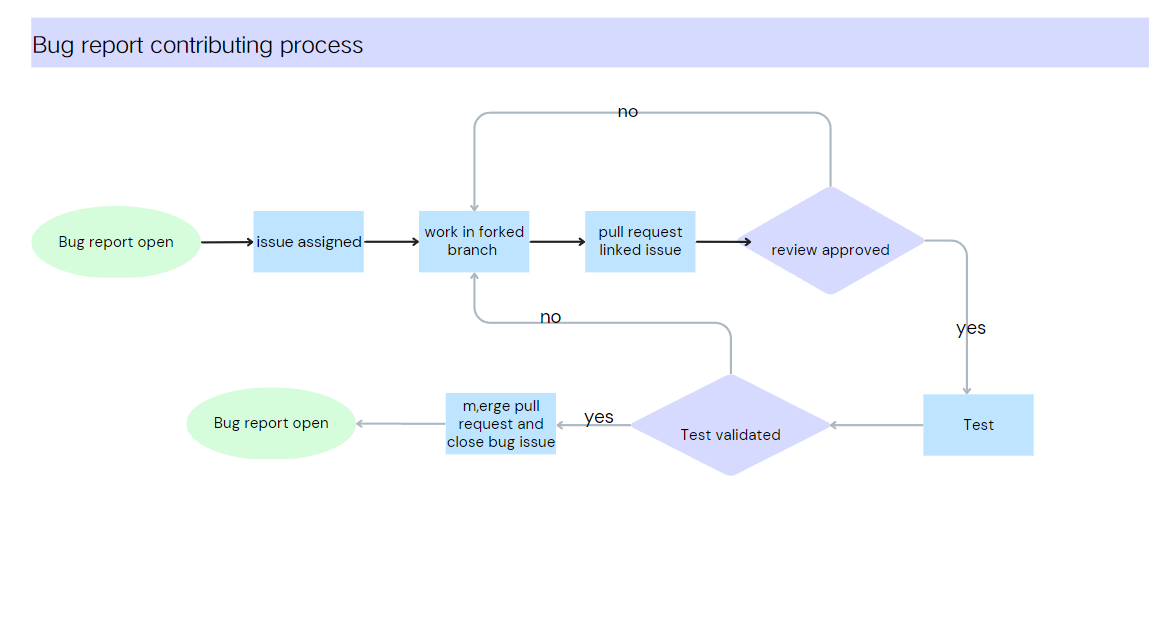 Bug report contributing process
no
Bug report open
issue assigned
work in forked
branch
pull request
linked issue
review approved
yes
no
Bug report open
m,erge pull
request and
close bug issue
yes
Test validated
Test